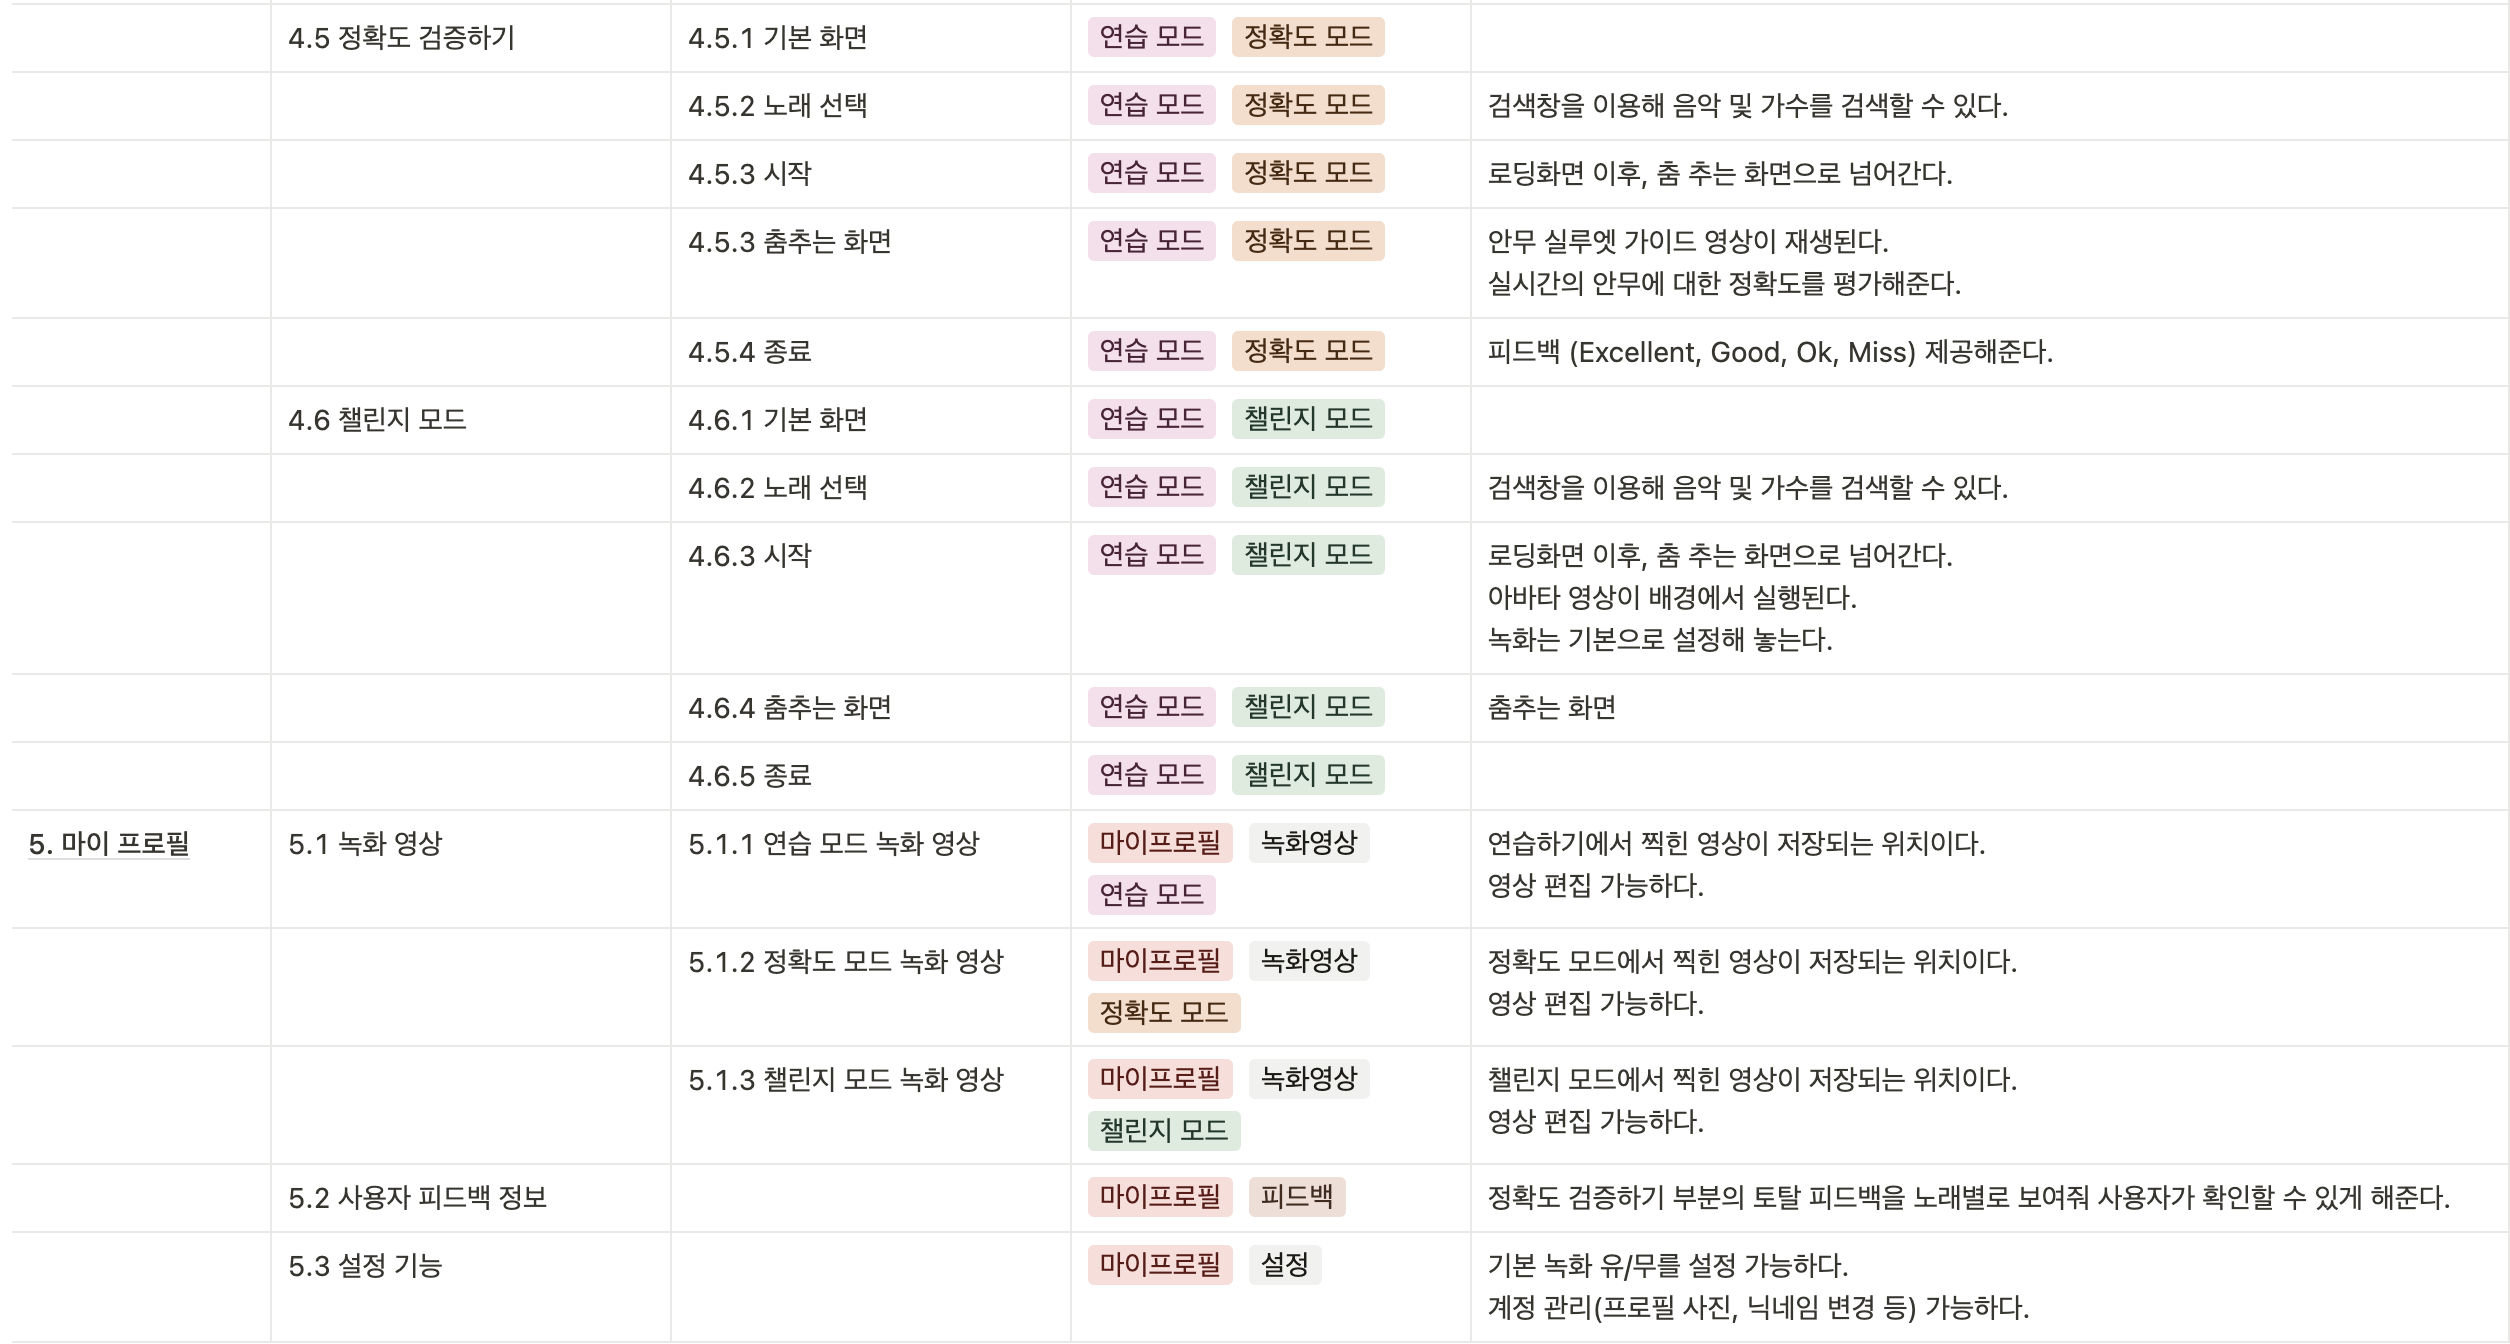 4.5 정확도 검증하기 4.5.1 기본 화면 연습 모드 정확도 모드
4.5.2 노래 선택 연습 모드 정확도 모드 검색창을 이용해 음악 및 가수를 검색할 수 있다.
4.5.3 시작 연습 모드 정확도 모드 로딩화면 이후, 춤 추는 화면으로 넘어간다.
4.5.3 춤추는 화면 연습 모드 정확도 모드 안무 실루엣 가이드 영상이 재생된다.
실시간의 안무에 대한 정확도를 평가해준다.
4.5.4 종료 연습 모드 정확도 모드 피드백 (Excellent, Good, Ok, Miss) 제공해준다.
4.6 챌린지 모드 4.6.1 기본 화면 연습 모드 챌린지 모드
4.6.2 노래 선택 연습 모드 챌린지 모드 검색창을 이용해 음악 및 가수를 검색할 수 있다.
4.6.3 시작 연습 모드 챌린지 모드 로딩화면 이후, 춤 추는 화면으로 넘어간다.
아바타 영상이 배경에서 실행된다.
녹화는 기본으로 설정해 놓는다.
4.6.4 춤추는 화면 연습 모드 챌린지 모드 춤추는 화면
4.6.5 종료 연습 모드 챌린지 모드
5. 마이 프로필 5.1 녹화 영상 5.1.1 연습 모드 녹화 영상 마이프로필 녹화영상 연습하기에서 찍힌 영상이 저장되는 위치이다.
연습 모드 영상 편집 가능하다.
5.1.2 정확도 모드 녹화 영상 마이프로필 녹화영상 정확도 모드에서 찍힌 영상이 저장되는 위치이다.
정확도 모드 영상 편집 가능하다.
5.1.3 챌린지 모드 녹화 영상 마이프로필 녹화영상 챌린지 모드에서 찍힌 영상이 저장되는 위치이다.
챌린지 모드 영상 편집 가능하다.
5.2 사용자 피드백 정보 마이프로필 피드백 정확도 검증하기 부분의 토탈 피드백을 노래별로 보여줘 사용자가 확인할 수 있게 해준다.
5.3 설정 기능 마이프로필 설정 기본 녹화 유/무를 설정 가능하다.
계정 관리(프로필 사진, 닉네임 변경 등) 가능하다.